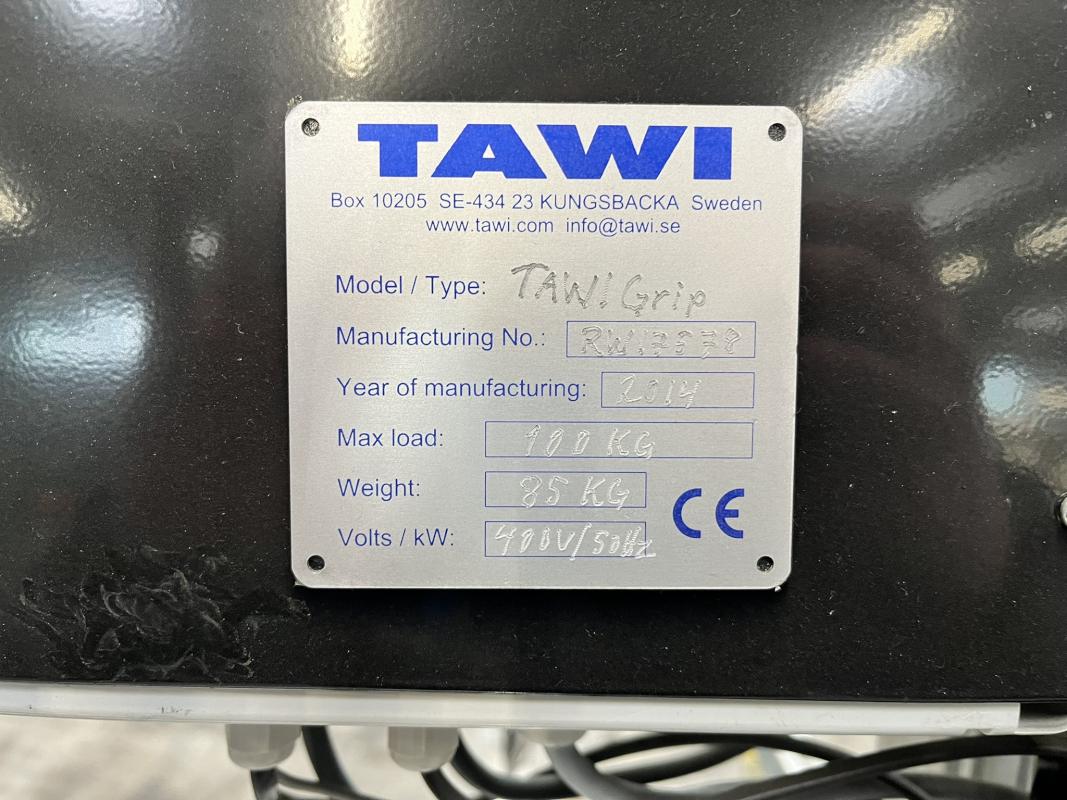 TAWI
Box 10205 SE-434 23 KUNGSBACKA Sweden
www.tawi.com info@tawi.se
Model / Type: TAWI Grip
Manufacturing No.:
Year of manufacturing: 2014
Max load: 100 KG
Weight: 85 KG
Volts / kW: 400V/50Hz
CE